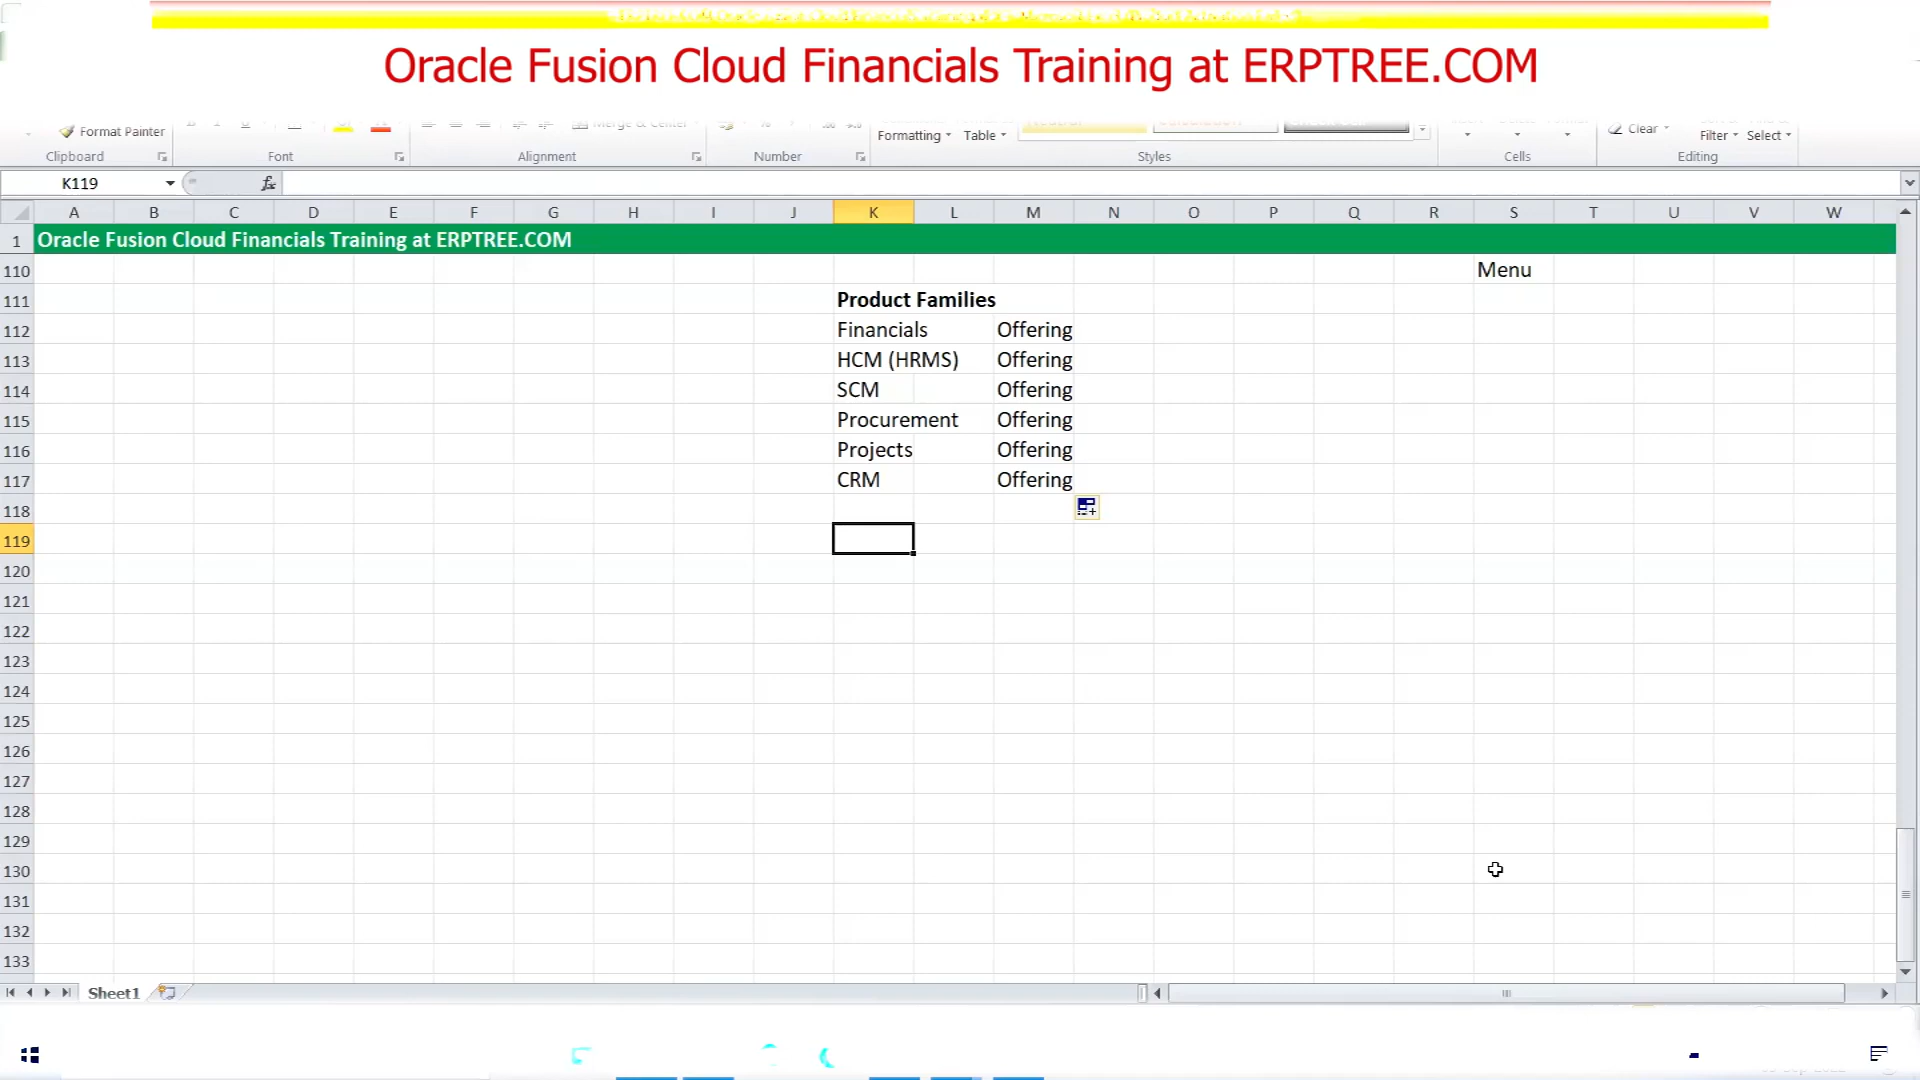 Oracle Fusion Cloud Financials Training at ERPTREE.COM
Format Painter
Merge & Center
Formatting
Table
Clear
Filter
Select
Clipboard
Font
Alignment
Number
Styles
Cells
Editing
K119
fx
A B C D E F G H I J K L M N O P Q R S T U V W
1 Oracle Fusion Cloud Financials Training at ERPTREE.COM
110 Menu
111 Product Families
112 Financials Offering
113 HCM (HRMS) Offering
114 SCM Offering
115 Procurement Offering
116 Projects Offering
117 CRM Offering
118
119
120
121
122
123
124
125
126
127
128
129
130
131
132
133
Sheet1